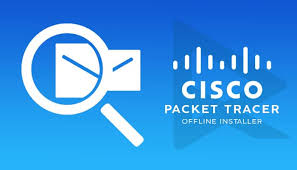 CISCO
PACKET TRACER
OFFLINE INSTALLER